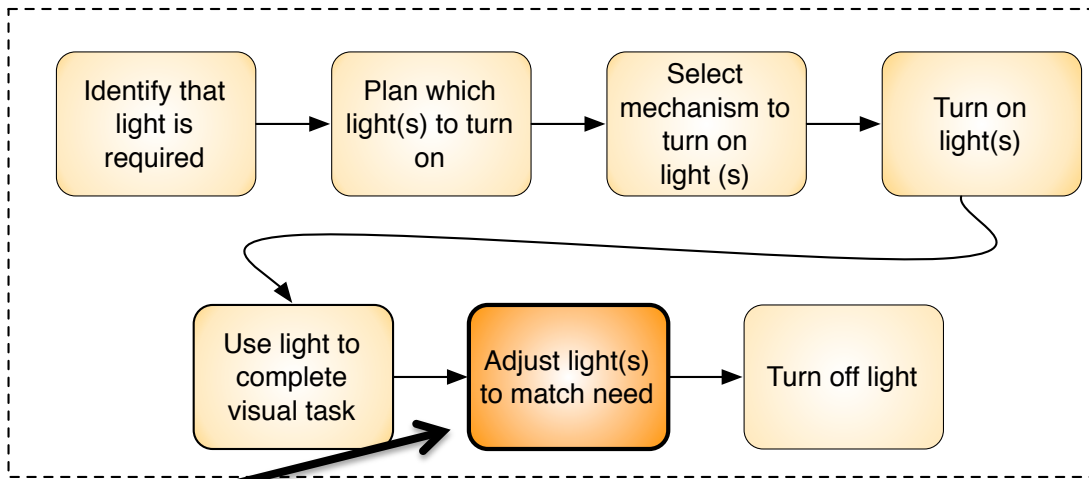 Identify that
light is
required
Plan which
light(s) to turn
on
Select
mechanism to
turn on
light (s)
Turn on
light(s)
Use light to
complete
visual task
Adjust light(s)
to match need
Turn off light